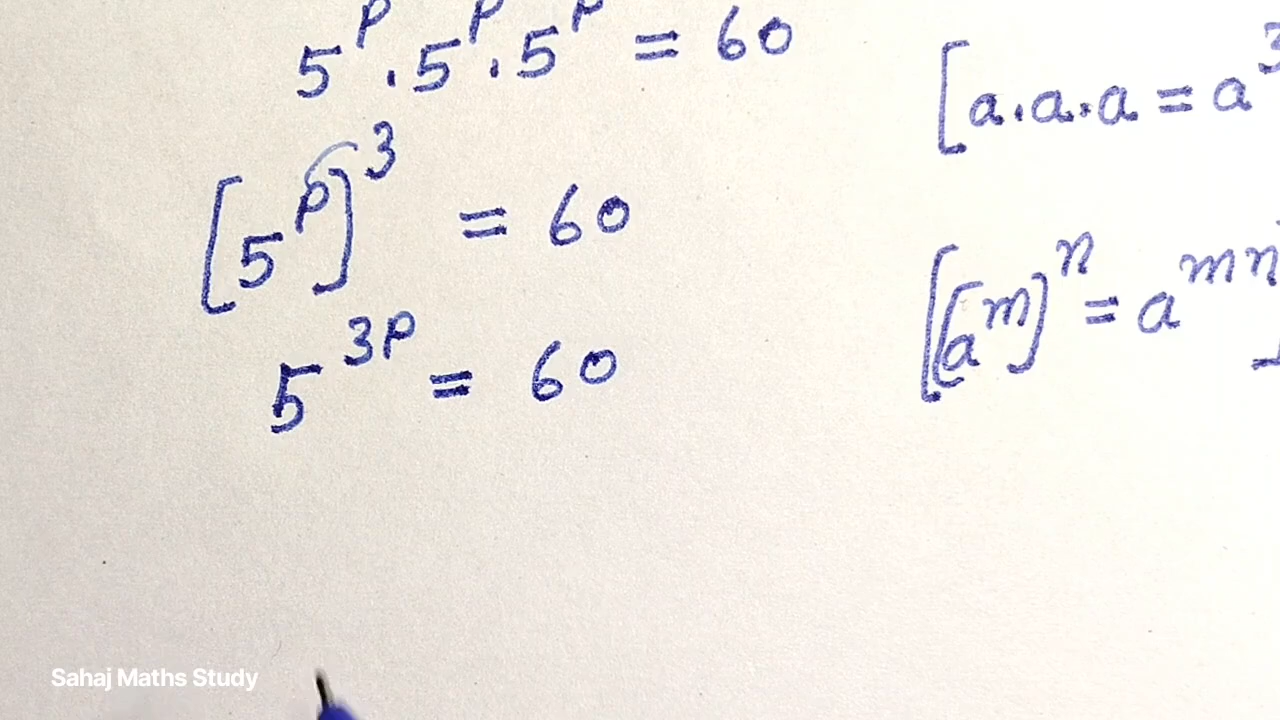 5^p . 5^p . 5^p = 60
[a.a.a = a^3
[5^p]^3 = 60
[(a^m)^n = a^mn]
5^3p = 60
Sahaj Maths Study